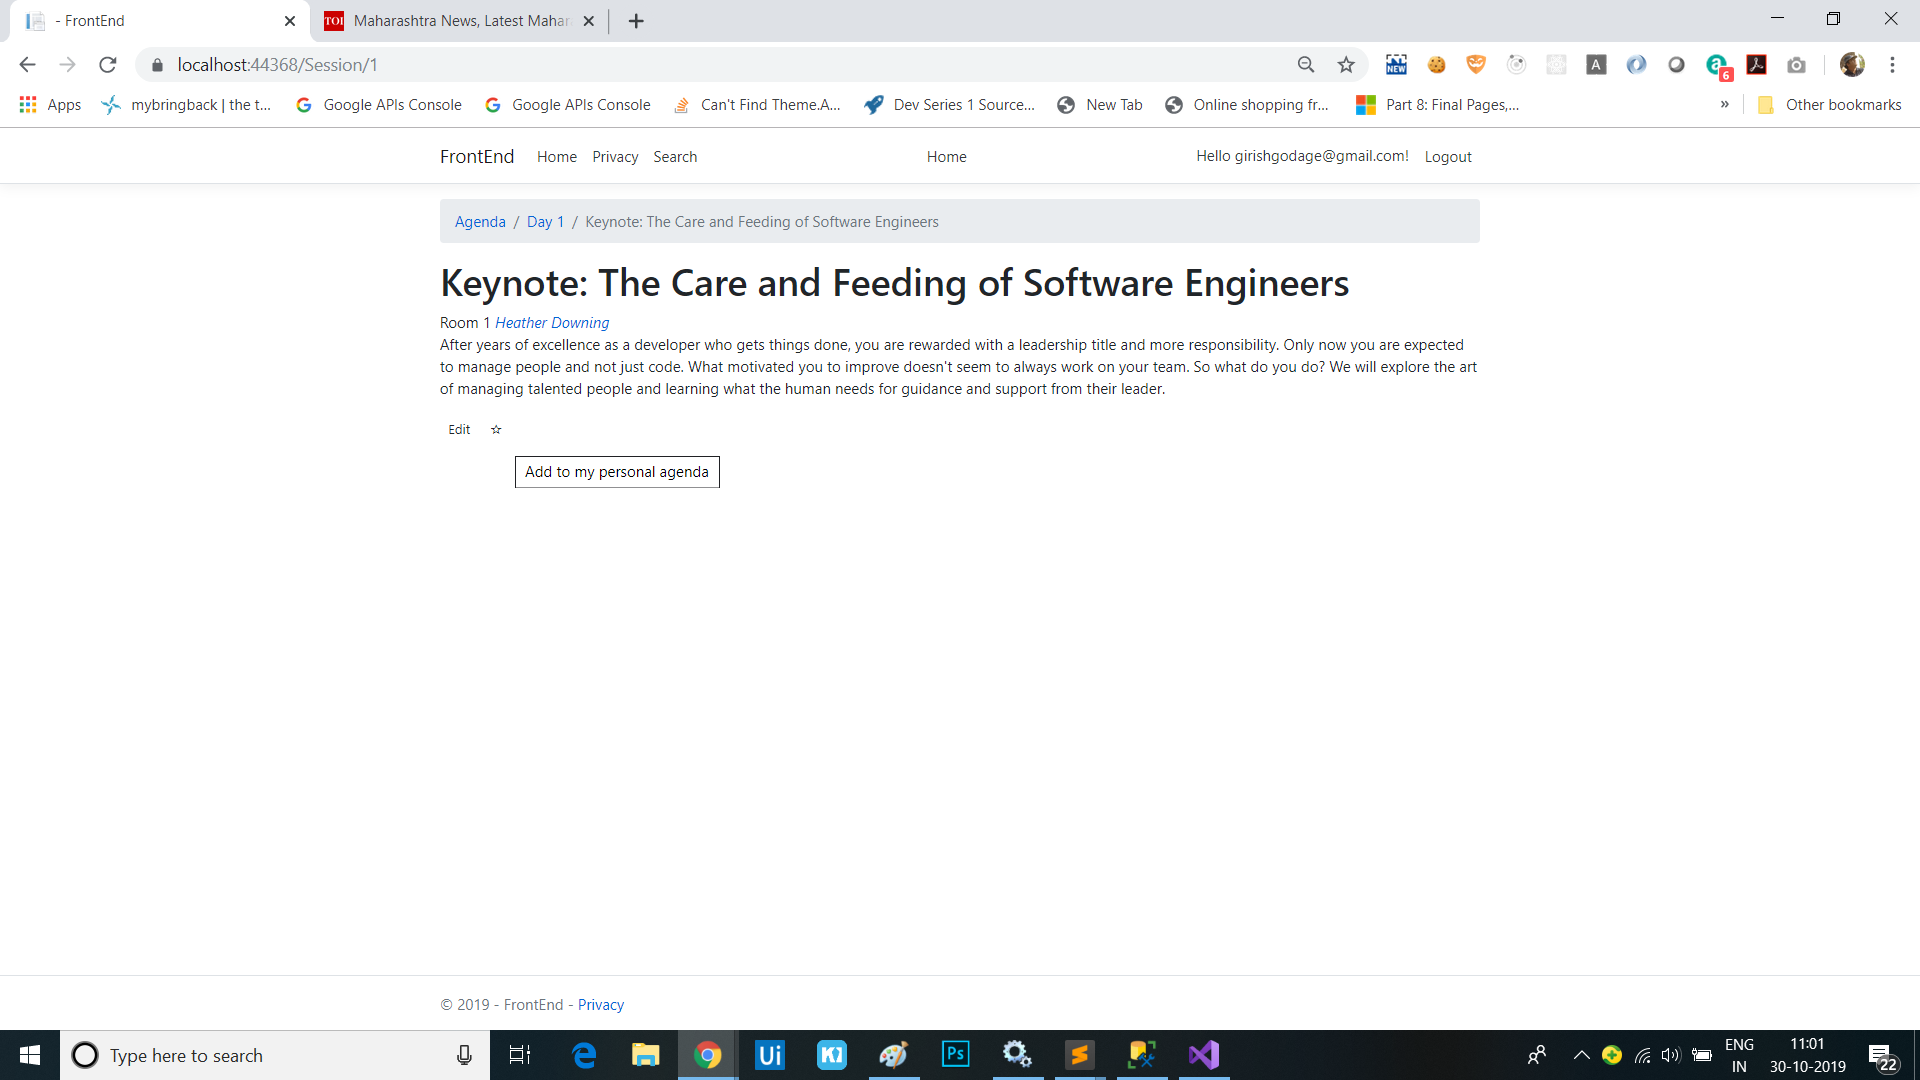 - FrontEnd
TOI Maharashtra News, Latest Mahar
localhost:44368/Session/1
NEW
A
a
6
Apps
mybringback | the t...
Google APIs Console
Google APIs Console
Can't Find Theme.A...
Dev Series 1 Source...
New Tab
Online shopping fr...
Part 8: Final Pages,...
»
Other bookmarks
FrontEnd Home Privacy Search Home Hello girishgodage@gmail.com! Logout
Agenda / Day 1 / Keynote: The Care and Feeding of Software Engineers
Keynote: The Care and Feeding of Software Engineers
Room 1 Heather Downing
After years of excellence as a developer who gets things done, you are rewarded with a leadership title and more responsibility. Only now you are expected
to manage people and not just code. What motivated you to improve doesn't seem to always work on your team. So what do you do? We will explore the art
of managing talented people and learning what the human needs for guidance and support from their leader.
Edit ☆
Add to my personal agenda
© 2019 - FrontEnd - Privacy
Type here to search
Ui
Ps
ENG
IN
11:01
30-10-2019
22